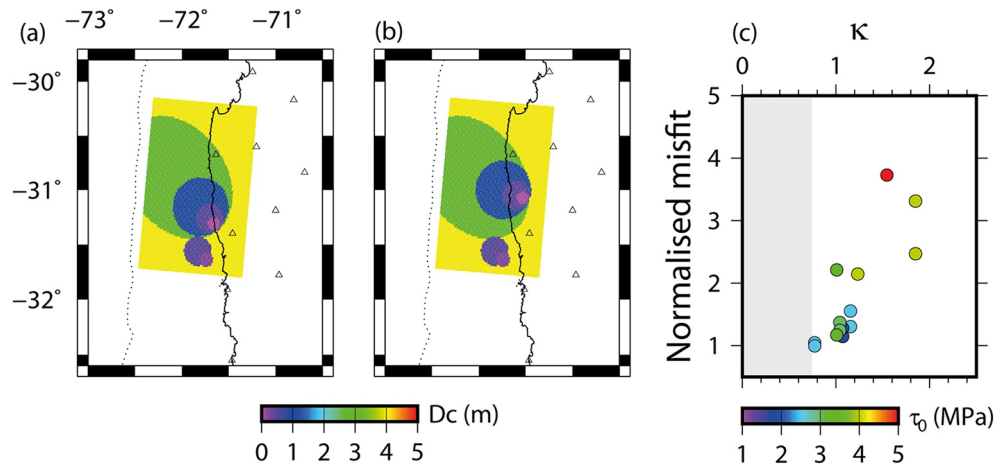 (a)
−73° −72° −71°
(b)
(c)
κ
0 1 2
−30°
−31°
−32°
Normalised misfit
5
4
3
2
1
Dc (m)
0 1 2 3 4 5
τ0 (MPa)
1 2 3 4 5